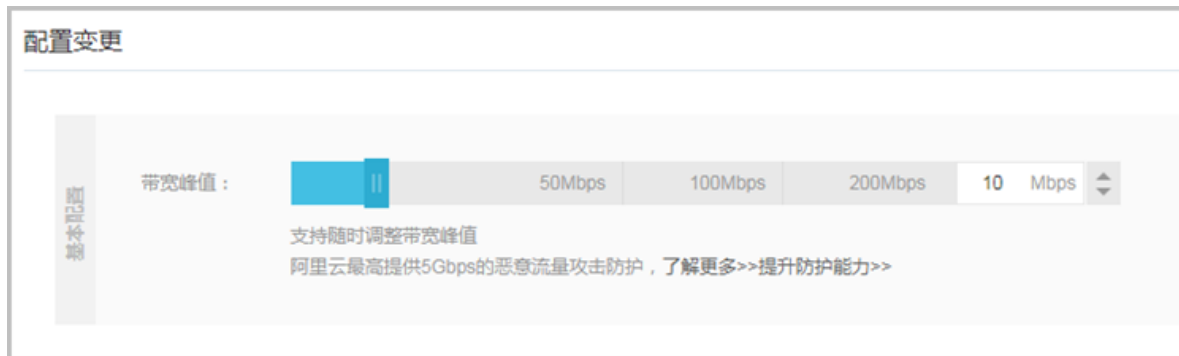 配置变更
基本配置
带宽峰值： 50Mbps 100Mbps 200Mbps 10 Mbps
支持随时调整带宽峰值
阿里云最高提供5Gbps的恶意流量攻击防护，了解更多>>提升防护能力>>